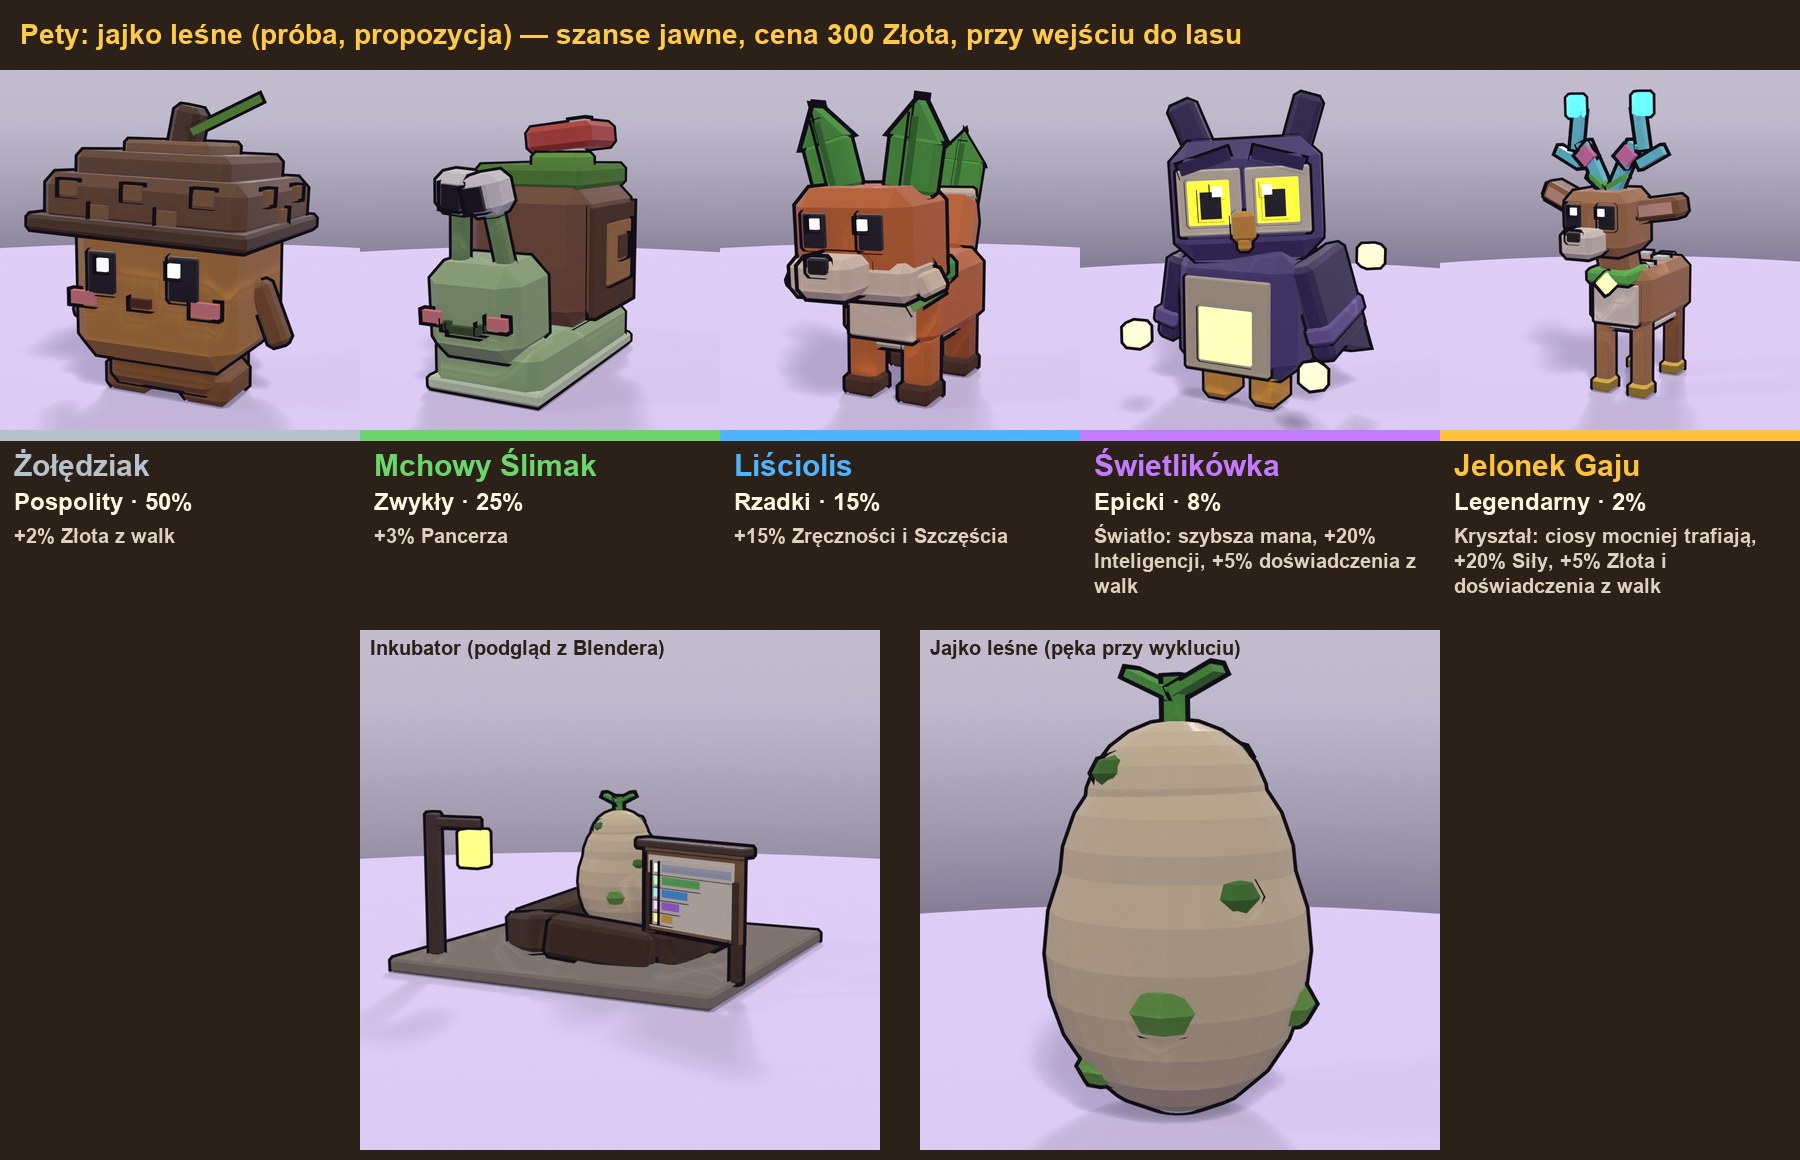 Pety: jajko leśne (próba, propozycja) — szanse jawne, cena 300 Złota, przy wejściu do lasu
Żołędziak
Pospolity · 50%
+2% Złota z walk
Mchowy Ślimak
Zwykły · 25%
+3% Pancerza
Liściolis
Rzadki · 15%
+15% Zręczności i Szczęścia
Świetlikówka
Epicki · 8%
Światło: szybsza mana, +20%
Inteligencji, +5% doświadczenia z
walk
Jelonek Gaju
Legendarny · 2%
Kryształ: ciosy mocniej trafiają,
+20% Siły, +5% Złota i
doświadczenia z walk
Inkubator (podgląd z Blendera)
Jajko leśne (pęka przy wykluciu)